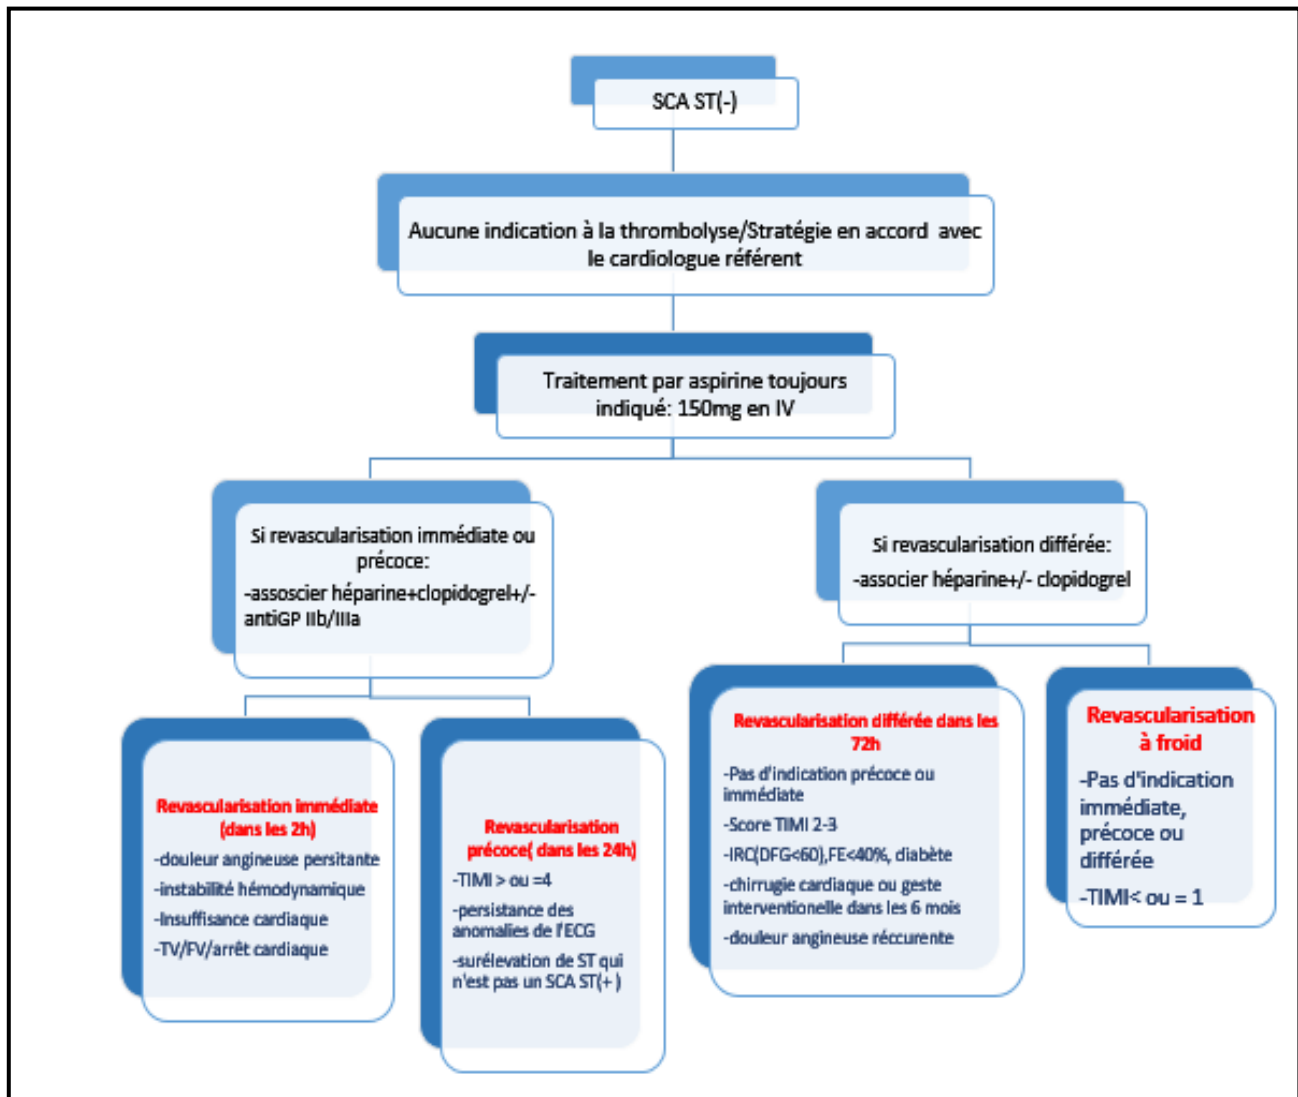 SCA ST(-)
Aucune indication à la thrombolyse/Stratégie en accord avec
le cardiologue référent
Traitement par aspirine toujours
indiqué: 150mg en IV
Si revascularisation immédiate ou
précoce:
-assoscier héparine+clopidogrel+/-
antiGP IIb/IIIa
Si revascularisation différée:
-associer héparine+/- clopidogrel
Revascularisation immédiate
(dans les 2h)
-douleur angineuse persitante
-instabilité hémodynamique
-Insuffisance cardiaque
-TV/FV/arrêt cardiaque
Revascularisation
précoce( dans les 24h)
-TIMI > ou =4
-persistance des
anomalies de l'ECG
-surélevation de ST qui
n'est pas un SCA ST(+ )
Revascularisation différée dans les
72h
-Pas d'indication précoce ou
immédiate
-Score TIMI 2-3
-IRC(DFG<60),FE<40%, diabète
-chirrugie cardiaque ou geste
interventionelle dans les 6 mois
-douleur angineuse réccurente
Revascularisation
à froid
-Pas d'indication
immédiate,
précoce ou
différée
-TIMI< ou = 1